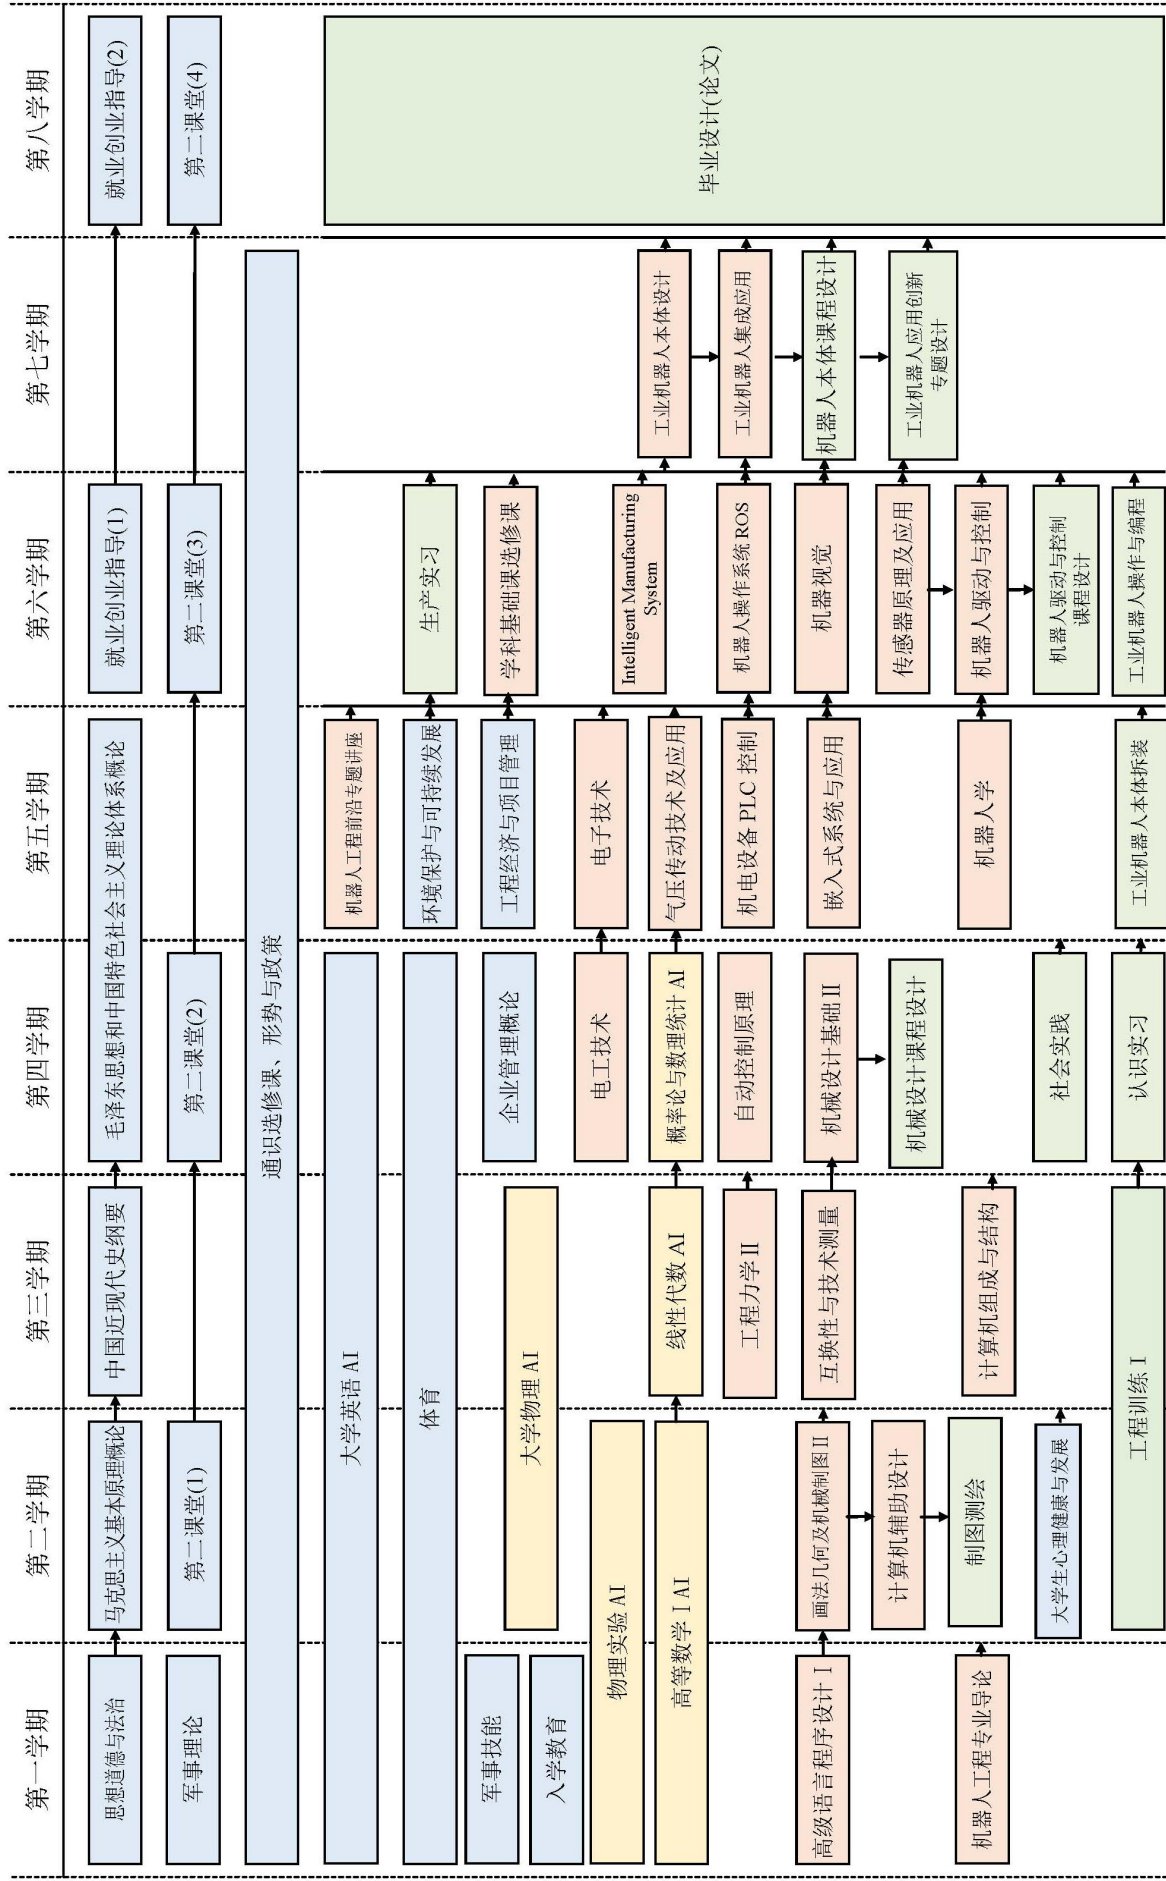 第一学期
第二学期
第三学期
第四学期
第五学期
第六学期
第七学期
第八学期
思想道德与法治
马克思主义基本原理概论
中国近现代史纲要
毛泽东思想和中国特色社会主义理论体系概论
就业创业指导(1)
就业创业指导(2)
军事理论
第二课堂(1)
第二课堂(2)
第二课堂(3)
第二课堂(4)
通识选修课、形势与政策
大学英语AI
机器人工程前沿专题讲座
体育
环境保护与可持续发展
生产实习
军事技能
企业管理概论
工程经济与项目管理
学科基础课选修课
入学教育
大学物理AI
物理实验AI
电工技术
电子技术
Intelligent Manufacturing
System
高等数学ⅠAI
线性代数AI
概率论与数理统计AI
气压传动技术及应用
工业机器人本体设计
工程力学Ⅱ
自动控制原理
机电设备PLC控制
机器人操作系统ROS
工业机器人集成应用
高级语言程序设计Ⅰ
画法几何及机械制图Ⅱ
互换性与技术测量
机械设计基础Ⅱ
嵌入式系统与应用
机器视觉
机器人本体课程设计
计算机辅助设计
机械设计课程设计
传感器原理及应用
工业机器人应用创新
专题设计
机器人工程专业导论
制图测绘
计算机组成与结构
机器人学
机器人驱动与控制
大学生心理健康与发展
社会实践
机器人驱动与控制
课程设计
工程训练Ⅰ
认识实习
工业机器人本体拆装
工业机器人操作与编程
毕业设计(论文)